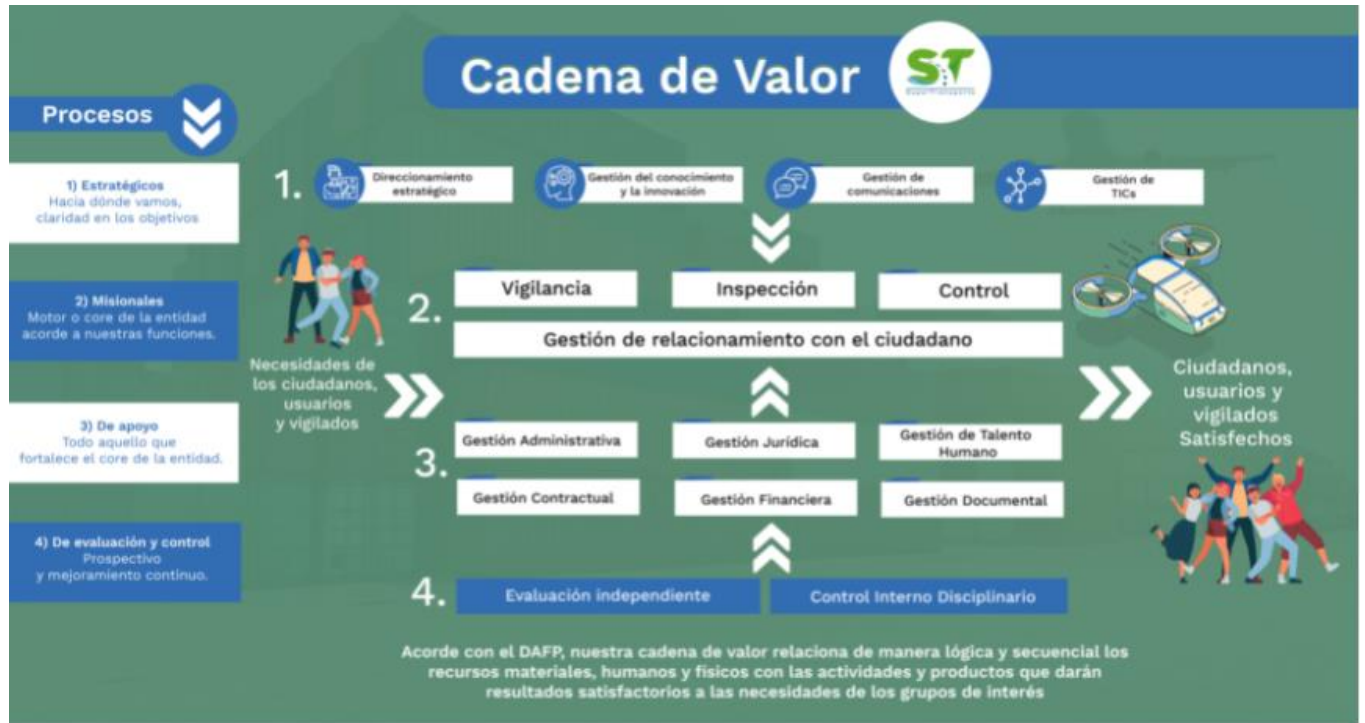 Cadena de Valor
ST
Procesos
1) Estratégicos
Hacia dónde vamos,
claridad en los objetivos
2) Misionales
Motor o core de la entidad
acorde a nuestras funciones.
3) De apoyo
Todo aquello que
fortalece el core de la entidad.
4) De evaluación y control
Prospectivo
y mejoramiento continuo.
1.
Direccionamiento
estratégico
Gestión del conocimiento
y la innovación
Gestión de
comunicaciones
Gestión de
TICs
Necesidades de
los ciudadanos,
usuarios
y vigilados
2.
Vigilancia
Inspección
Control
Gestión de relacionamiento con el ciudadano
3.
Gestión Administrativa
Gestión Jurídica
Gestión de Talento
Humano
Gestión Contractual
Gestión Financiera
Gestión Documental
4.
Evaluación independiente
Control Interno Disciplinario
Ciudadanos,
usuarios y
vigilados
Satisfechos
Acorde con el DAFP, nuestra cadena de valor relaciona de manera lógica y secuencial los
recursos materiales, humanos y físicos con las actividades y productos que darán
resultados satisfactorios a las necesidades de los grupos de interés